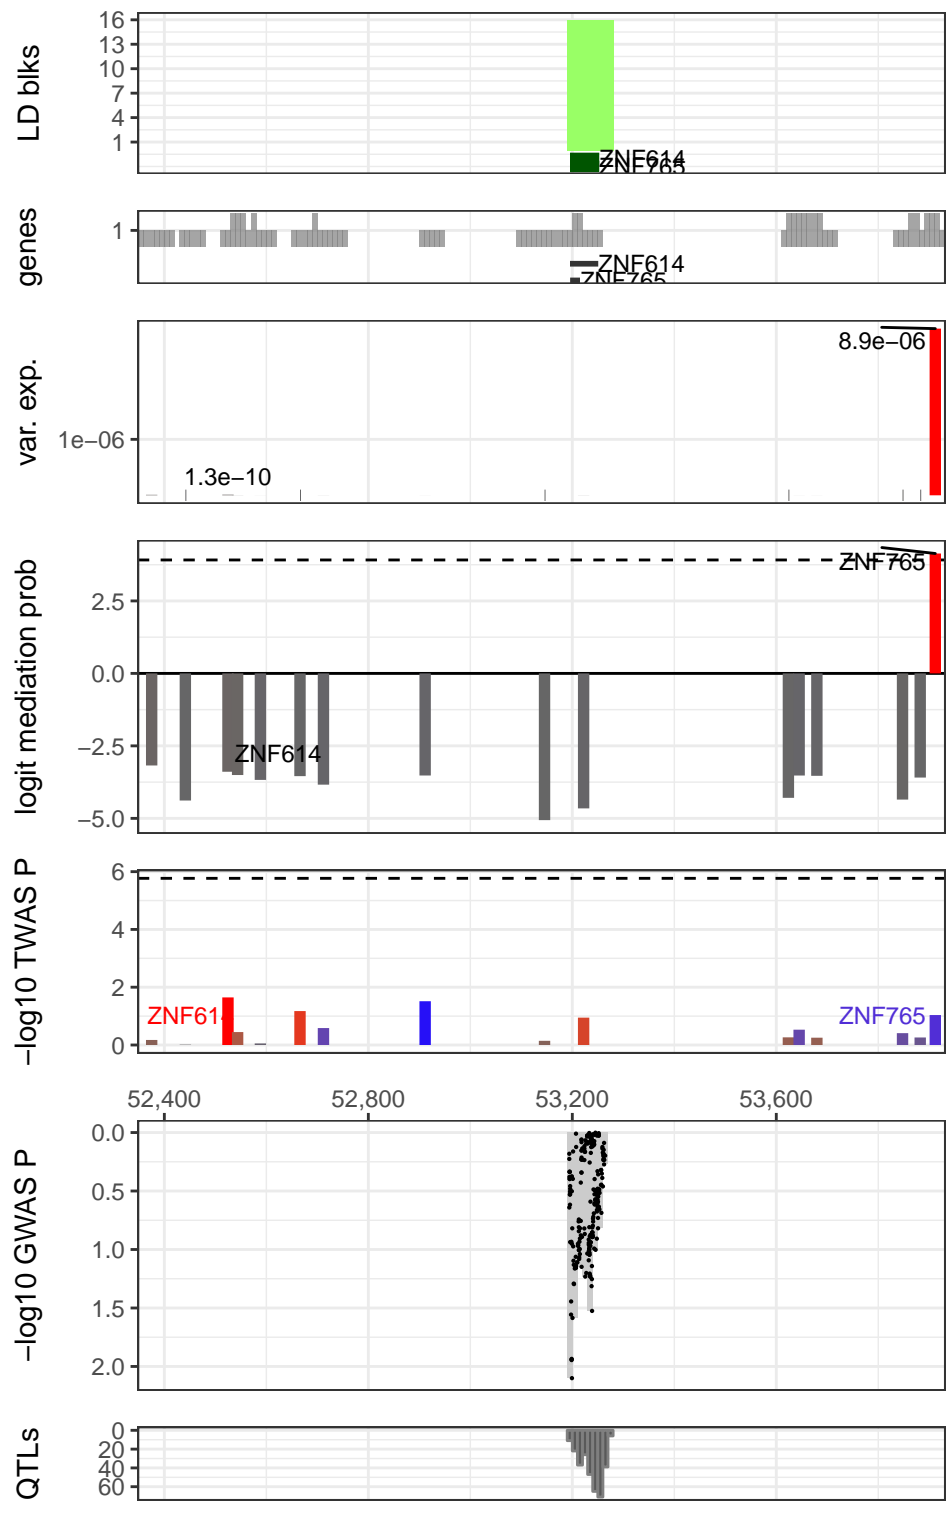 LD blks
16
13
10
7
4
1
ZNF614
ZNF765
genes
1
ZNF614
ZNF765
var. exp.
1e−06
8.9e−06
1.3e−10
logit mediation prob
2.5
0.0
−2.5
−5.0
ZNF765
ZNF614
−log10 TWAS P
6
4
2
0
ZNF614
ZNF765
52,400 52,800 53,200 53,600
−log10 GWAS P
0.0
0.5
1.0
1.5
2.0
QTLs
0
20
40
60